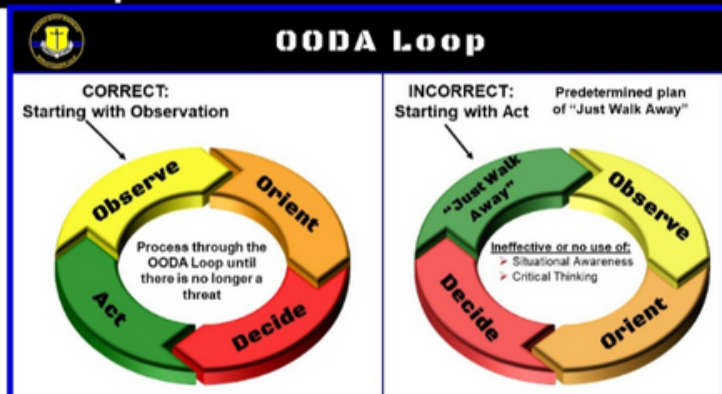 OODA Loop
CORRECT:
Starting with Observation
Observe
Orient
Decide
Act
Process through the
OODA Loop until
there is no longer a
threat
INCORRECT:
Starting with Act
Predetermined plan
of “Just Walk Away”
“Just Walk
Away”
Observe
Orient
Decide
Ineffective or no use of:
➢ Situational Awareness
➢ Critical Thinking